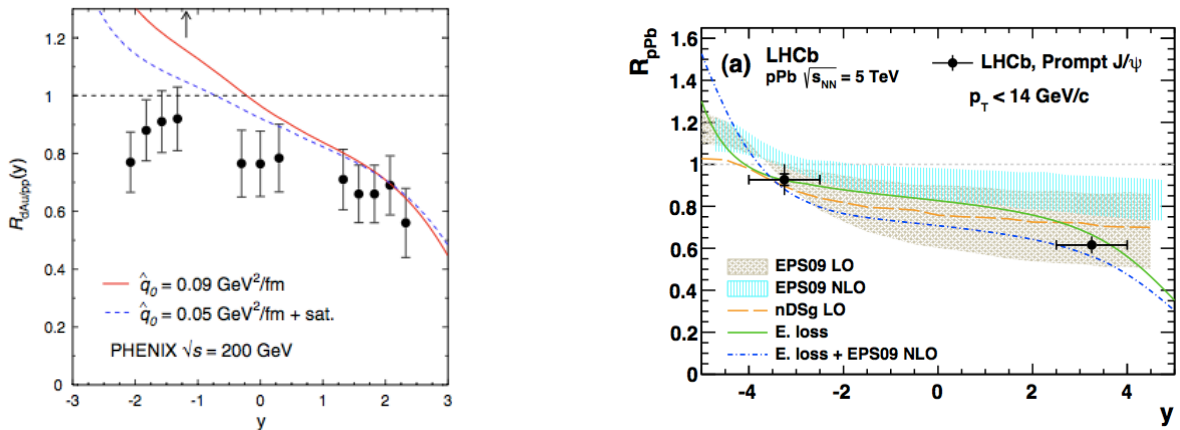 R_dAu/pp(y)
1.2
1
0.8
0.6
0.4
0.2
0
q̂₀ = 0.09 GeV²/fm
q̂₀ = 0.05 GeV²/fm + sat.
PHENIX √s = 200 GeV
-3 -2 -1 0 1 2 3
y
R_pPb
1.6
1.4
1.2
1
0.8
0.6
0.4
0.2
0
(a) LHCb
pPb √s_NN = 5 TeV
LHCb, Prompt J/ψ
p_T < 14 GeV/c
EPS09 LO
EPS09 NLO
nDSg LO
E. loss
E. loss + EPS09 NLO
-4 -2 0 2 4
y